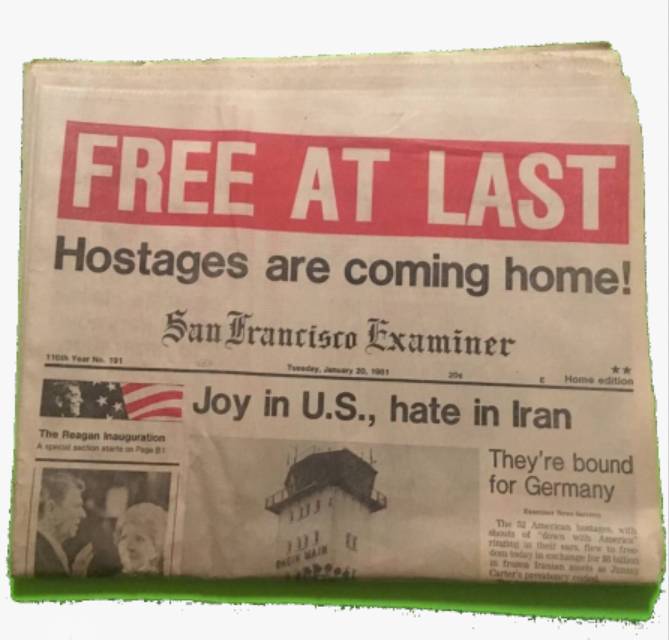 FREE AT LAST
Hostages are coming home!
San Francisco Examiner
116th Year No. 191
Tuesday, January 20, 1981
20¢
E
★★
Home edition
Joy in U.S., hate in Iran
The Reagan Inauguration
A special section starts on Page B1
They're bound
for Germany
Examiner News Services
The 52 American hostages, with
shouts of "down with America"
ringing in their ears, flew to free-
dom today in exchange for $8 billion
in frozen Iranian assets as Jimmy
Carter's presidency ended.
RHEIN MAIN